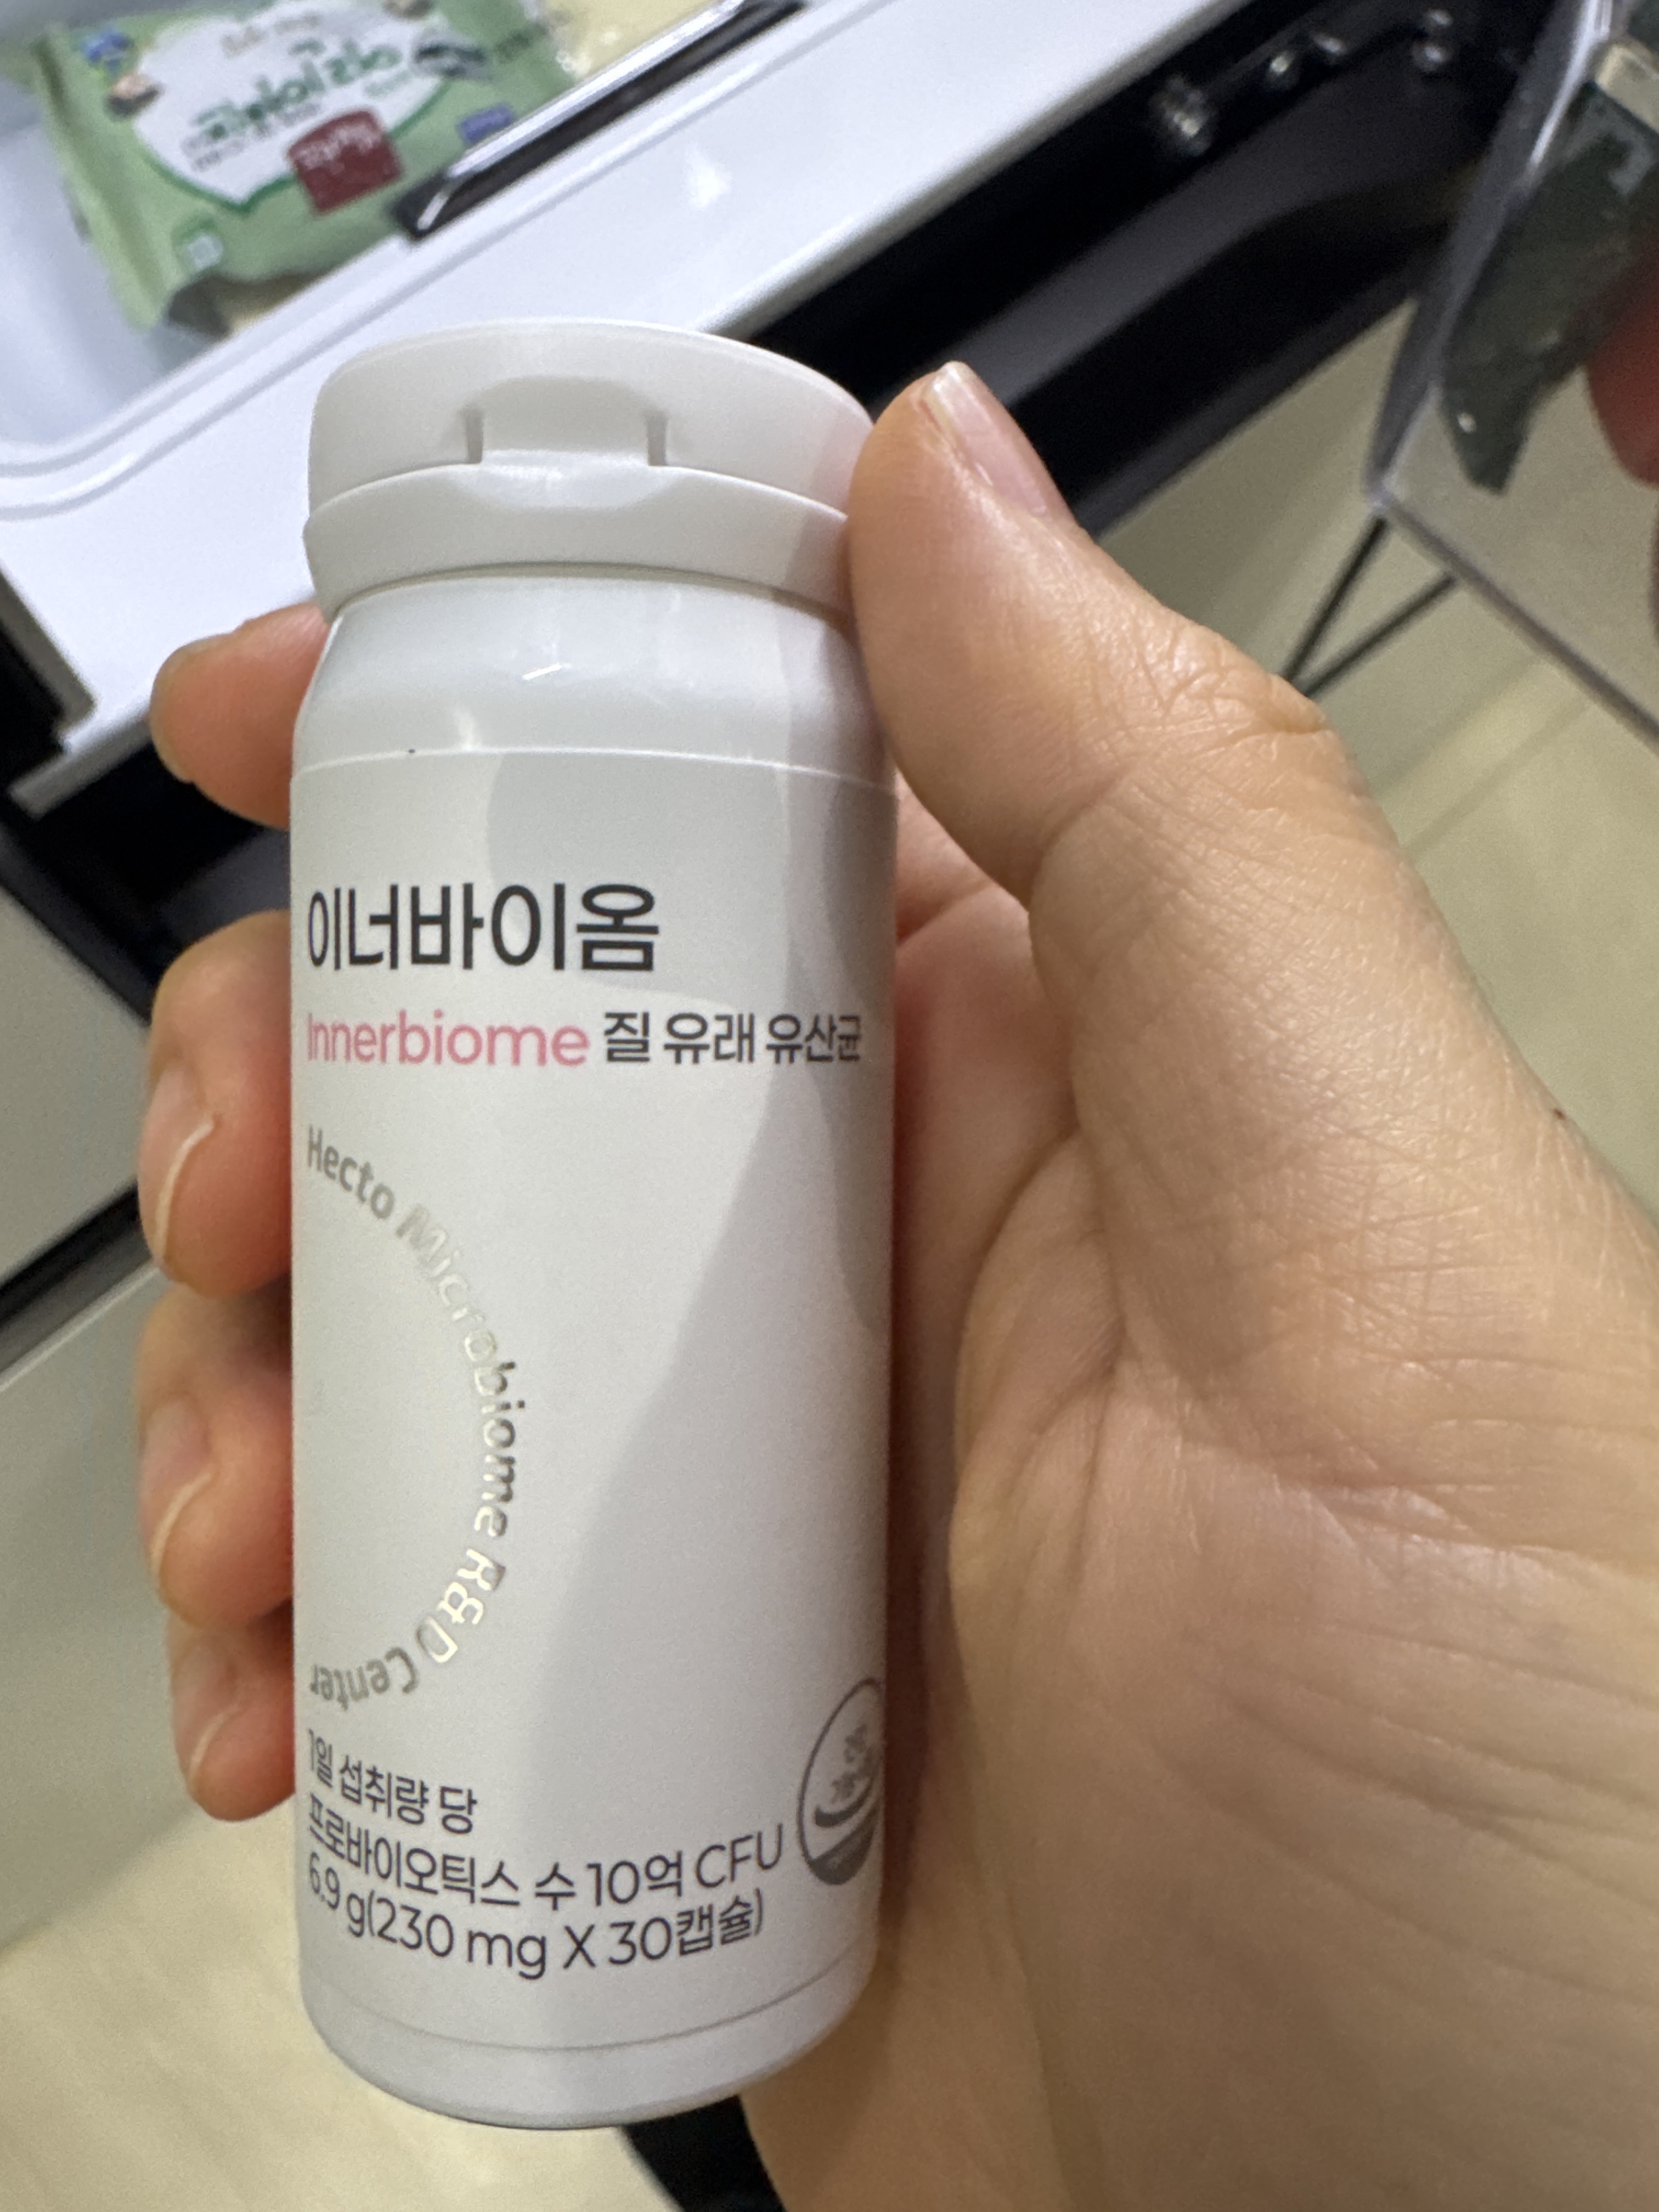 이너바이옴
Innerbiome 질 유래 유산균
Hecto Microbiome R&D Center
1일 섭취량 당
프로바이오틱스 수 10억 CFU
6.9 g(230 mg X 30캡슐)